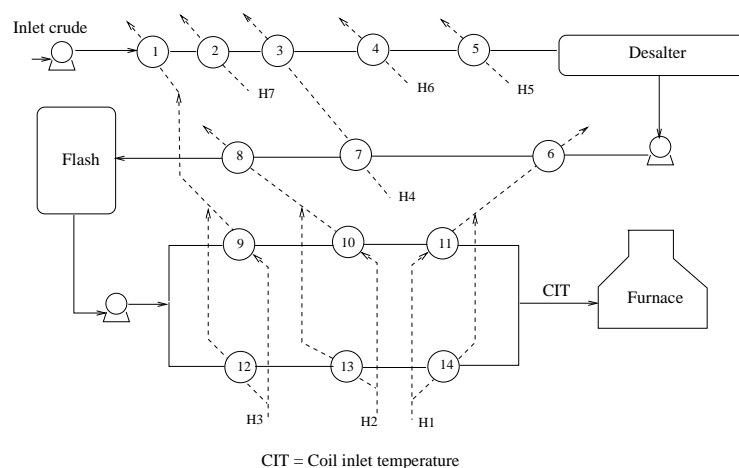 Inlet crude
1
2
3
4
5
Desalter
H7
H6
H5
Flash
8
7
6
H4
9
10
11
CIT
Furnace
12
13
14
H3
H2
H1
CIT = Coil inlet temperature